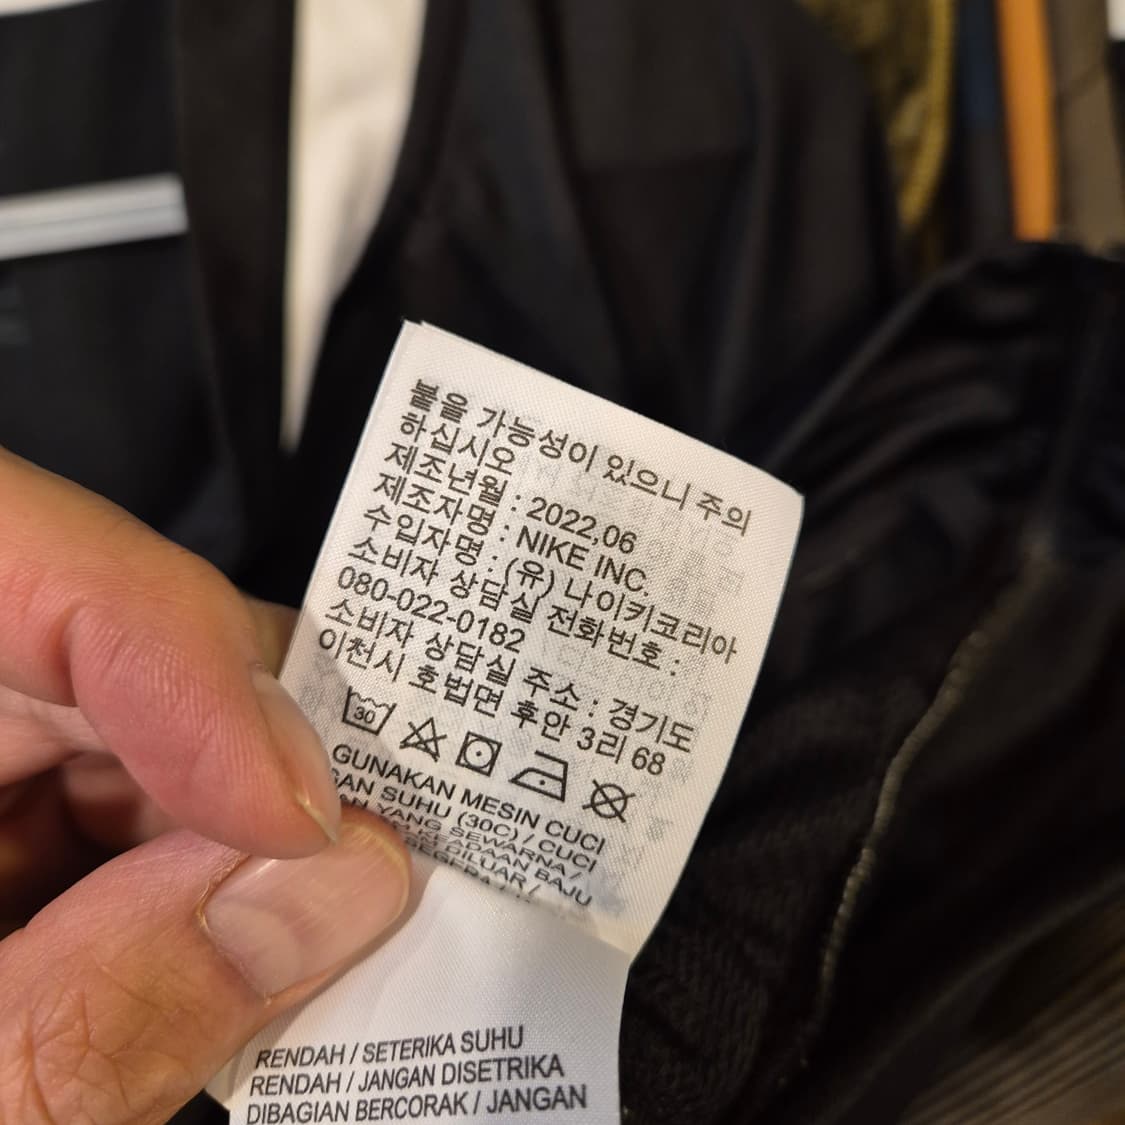 불을 가능성이 있으니 주의
하십시오
제조년월 : 2022.06
제조자명 : NIKE INC.
수입자명 : (유) 나이키코리아
소비자 상담실 전화번호 :
080-022-0182
소비자 상담실 주소 : 경기도
이천시 호법면 후안 3리 68
30
GUNAKAN MESIN CUCI
SUHU (30C) / CUCI
YANG SEWARNA /
KEADAAN BAJU
DILUAR /
RENDAH / SETERIKA SUHU
RENDAH / JANGAN DISETRIKA
DIBAGIAN BERCORAK / JANGAN